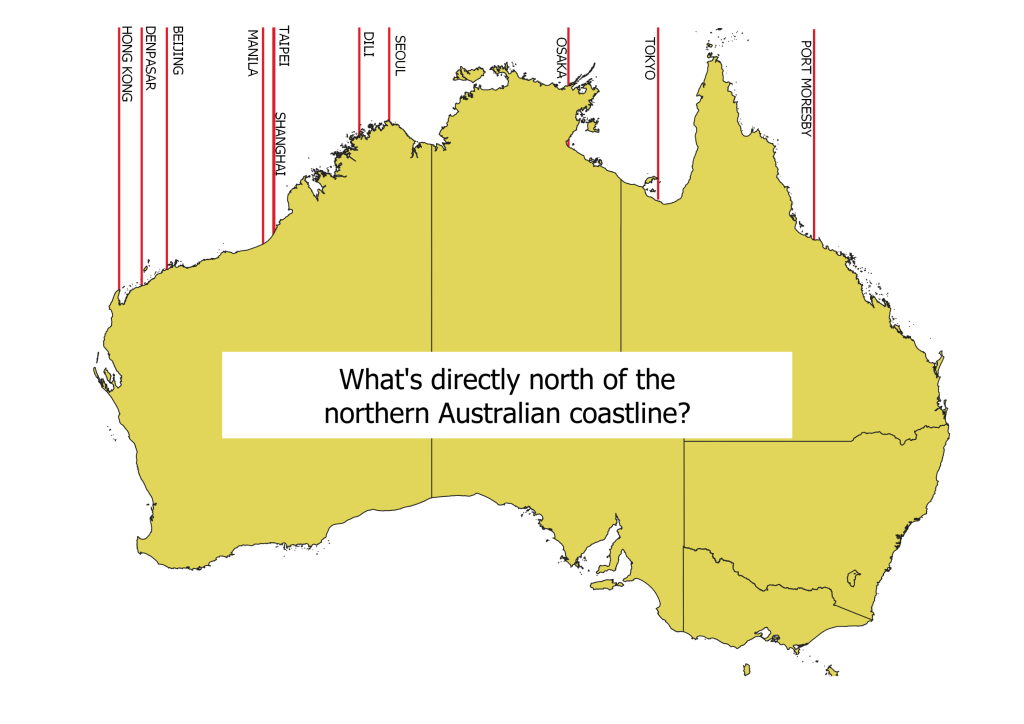 HONG KONG
DENPASAR
BEIJING
MANILA
TAIPEI
SHANGHAI
DILI
SEOUL
OSAKA
TOKYO
PORT MORESBY
What's directly north of the
northern Australian coastline?